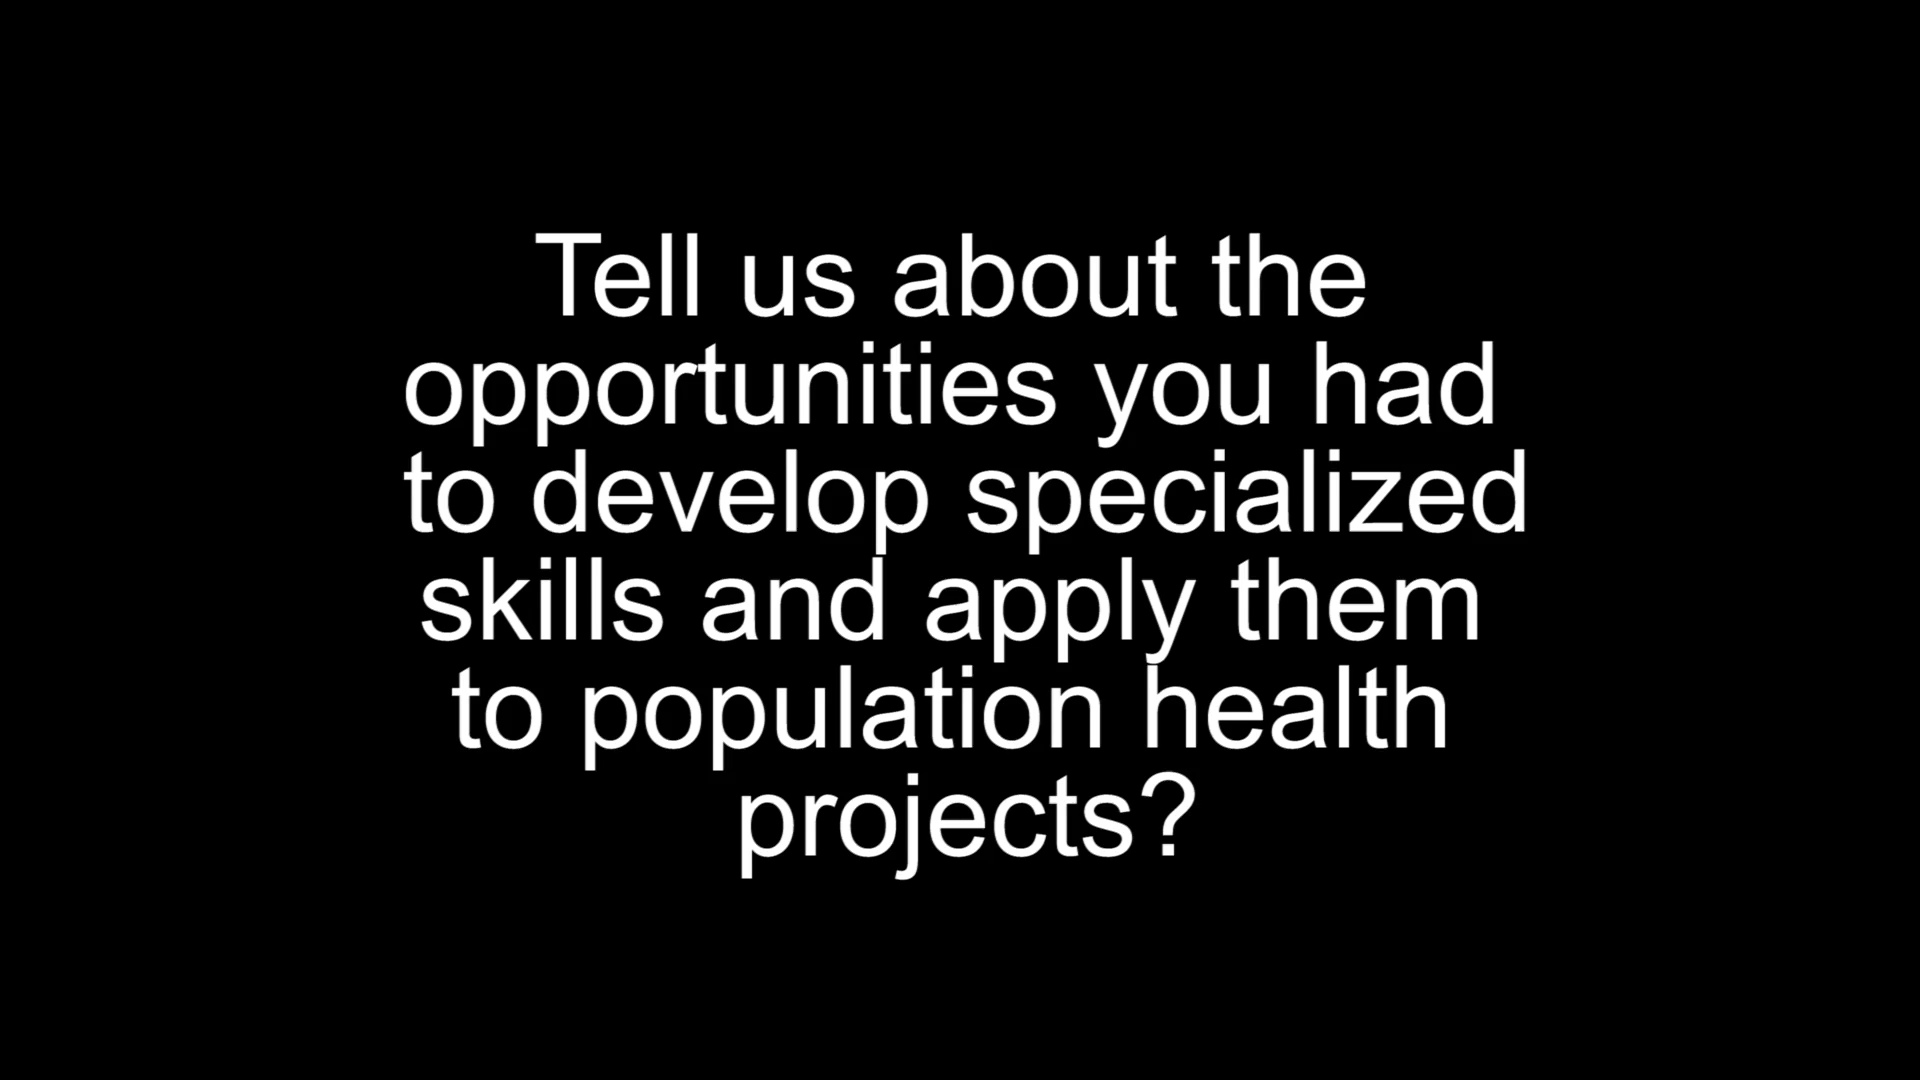 Tell us about the
opportunities you had
to develop specialized
skills and apply them
to population health
projects?